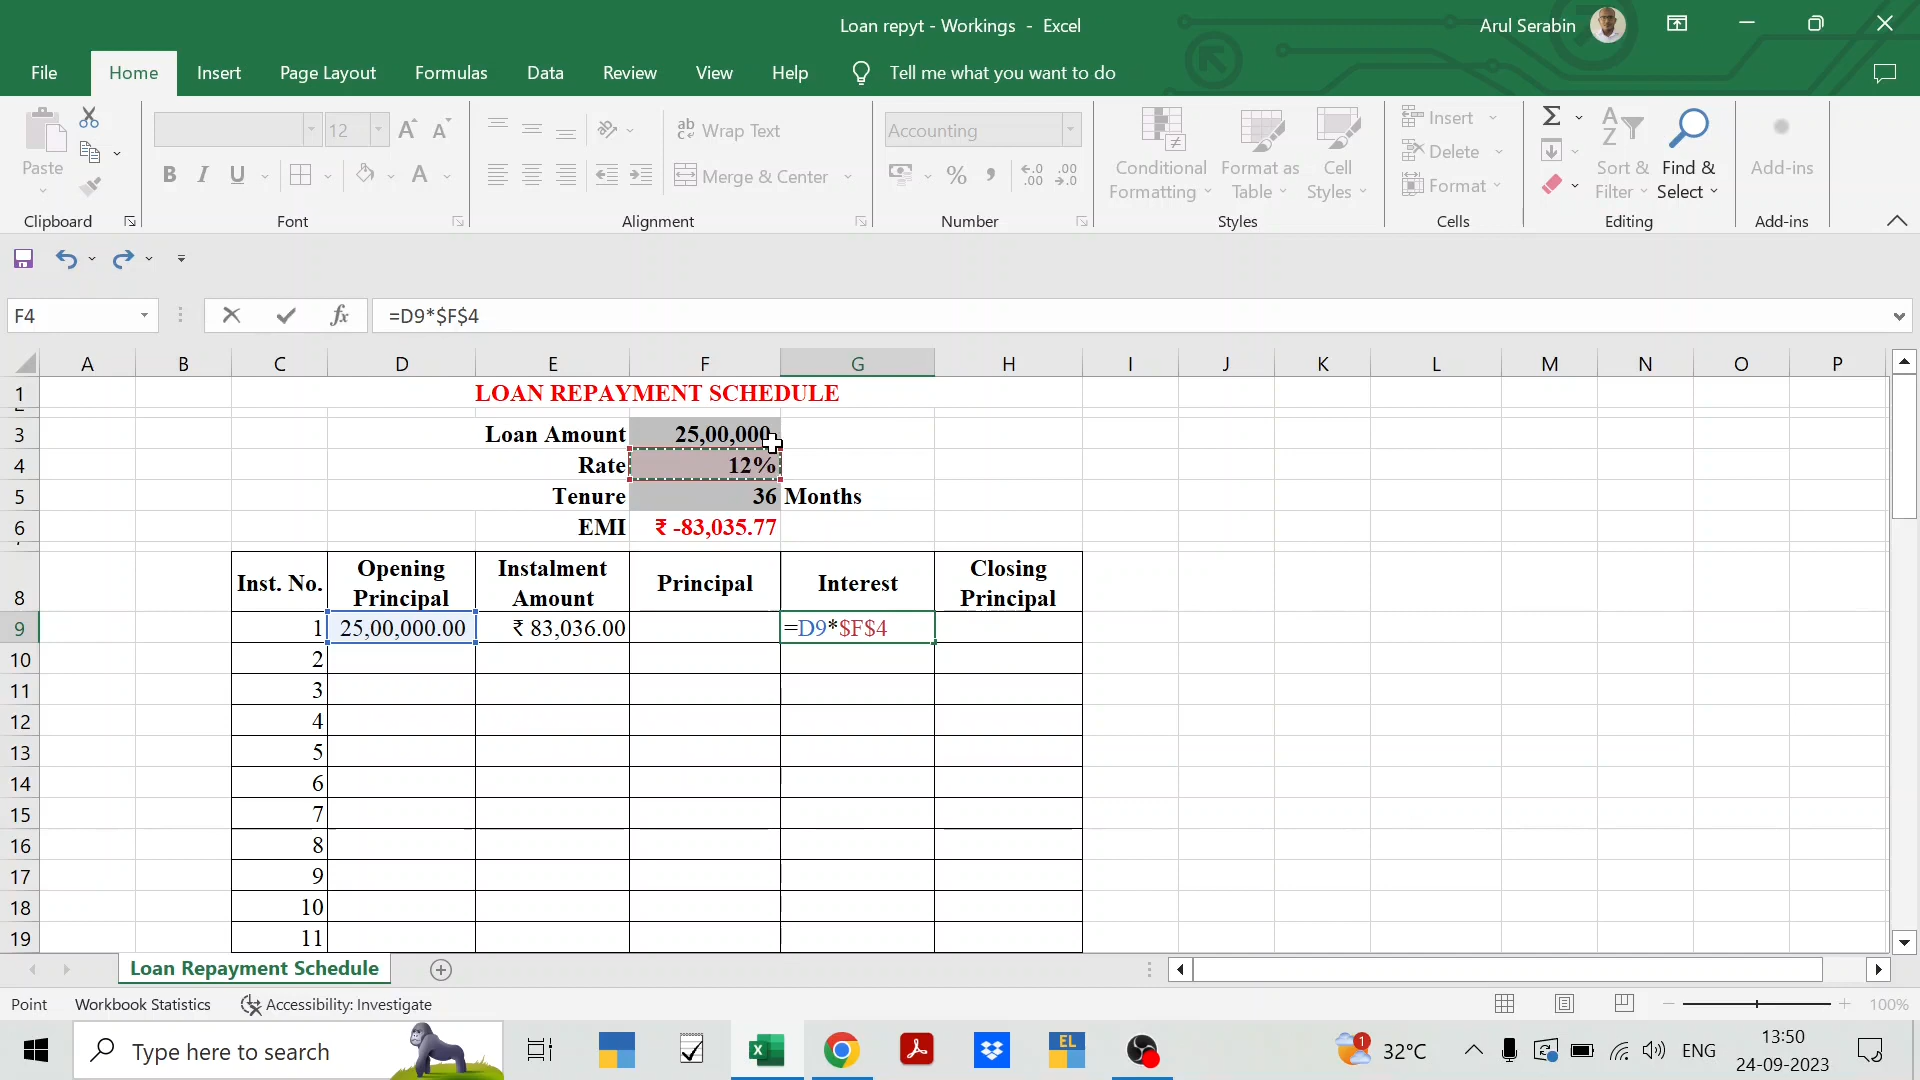 Loan repyt - Workings - Excel
Arul Serabin
File Home Insert Page Layout Formulas Data Review View Help Tell me what you want to do
Paste
12
Wrap Text
Accounting
Merge & Center
Conditional Formatting
Format as Table
Cell Styles
Insert
Delete
Format
Sort & Filter
Find & Select
Add-ins
Clipboard Font Alignment Number Styles Cells Editing Add-ins
F4 fx =D9*$F$4
A B C D E F G H I J K L M N O P
1 LOAN REPAYMENT SCHEDULE
3 Loan Amount 25,00,000
4 Rate 12%
5 Tenure 36 Months
6 EMI ₹ -83,035.77
8 Inst. No. Opening Principal Instalment Amount Principal Interest Closing Principal
9 1 25,00,000.00 ₹ 83,036.00 =D9*$F$4
10 2
11 3
12 4
13 5
14 6
15 7
16 8
17 9
18 10
19 11
Loan Repayment Schedule
Point Workbook Statistics Accessibility: Investigate 100%
Type here to search
EL
1
32°C
ENG
13:50
24-09-2023